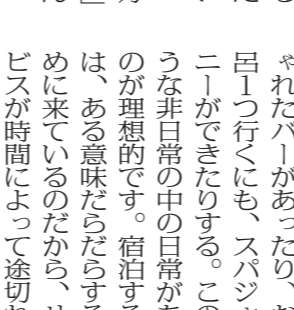 ゃれたバーがあったり、お
呂1つ行くにも、スパジャ
ニーができたりする。この
うな非日常の中の日常があ
のが理想的です。宿泊する
は、ある意味だらだらする
めに来ているのだから、サ
ビスが時間によって途切れ